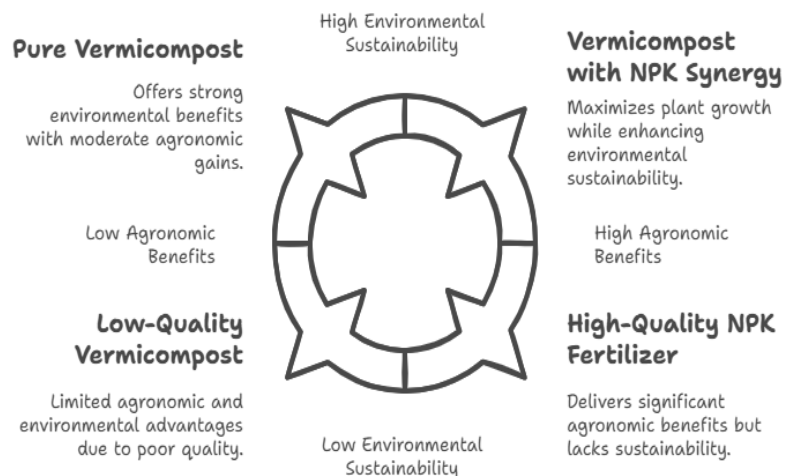 High Environmental
Sustainability
Pure Vermicompost
Offers strong
environmental benefits
with moderate agronomic
gains.
Vermicompost
with NPK Synergy
Maximizes plant growth
while enhancing
environmental
sustainability.
Low Agronomic
Benefits
High Agronomic
Benefits
Low-Quality
Vermicompost
Limited agronomic and
environmental advantages
due to poor quality.
High-Quality NPK
Fertilizer
Delivers significant
agronomic benefits but
lacks sustainability.
Low Environmental
Sustainability